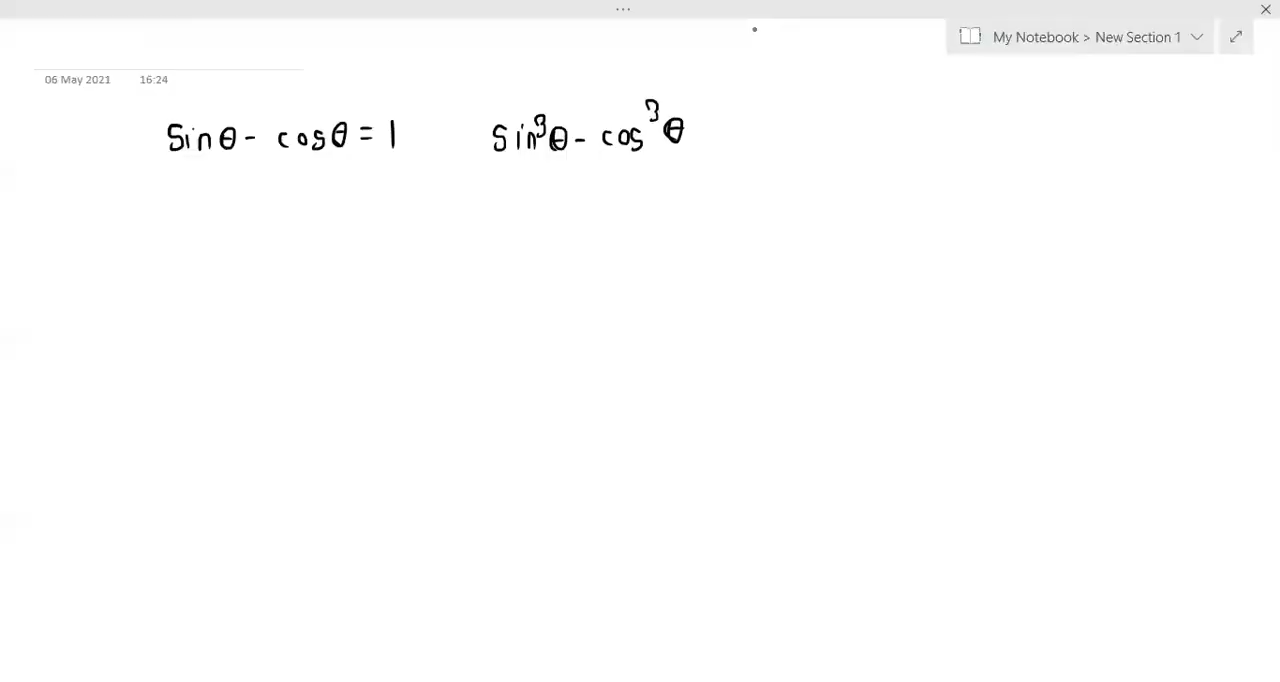 ...
My Notebook > New Section 1
06 May 2021 16:24
sinθ - cosθ = 1 sin³θ - cos³θ